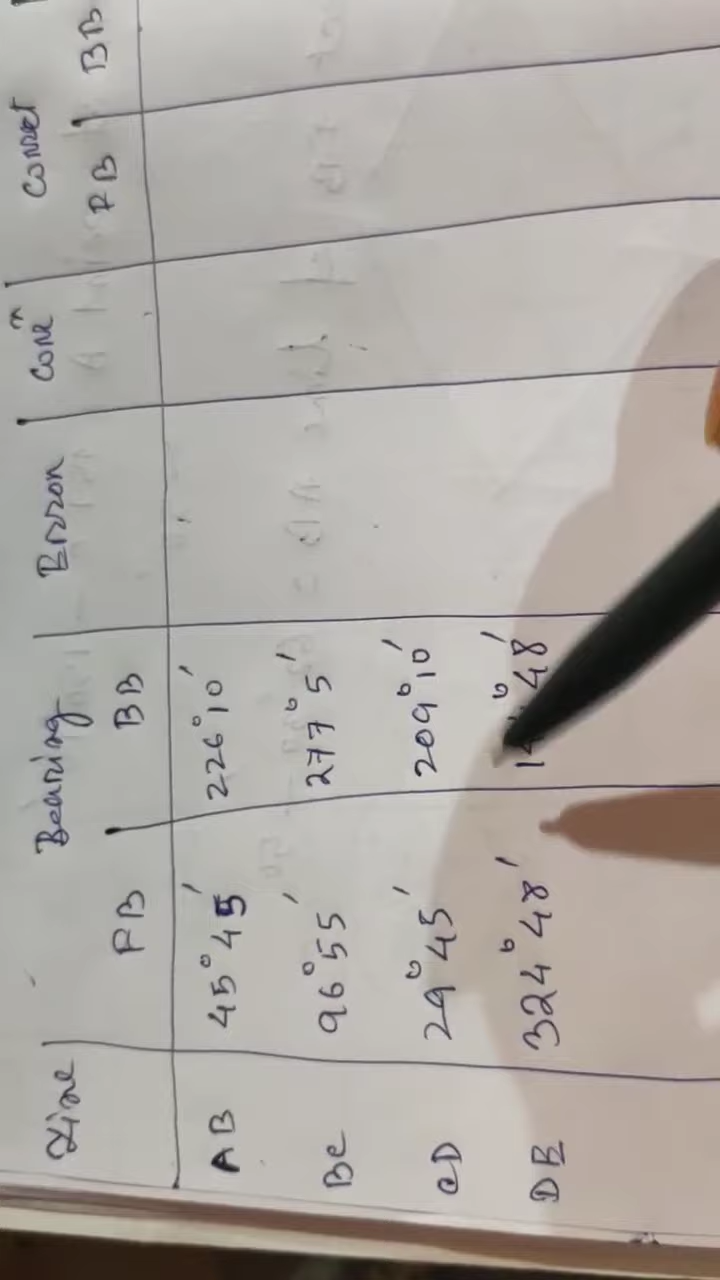 Line Bearing Error Corrⁿ Correct
FB BB FB BB
AB 45°45' 226°10'
BC 96°55' 277°5'
CD 29°45' 209°10'
DE 324°48' 48'